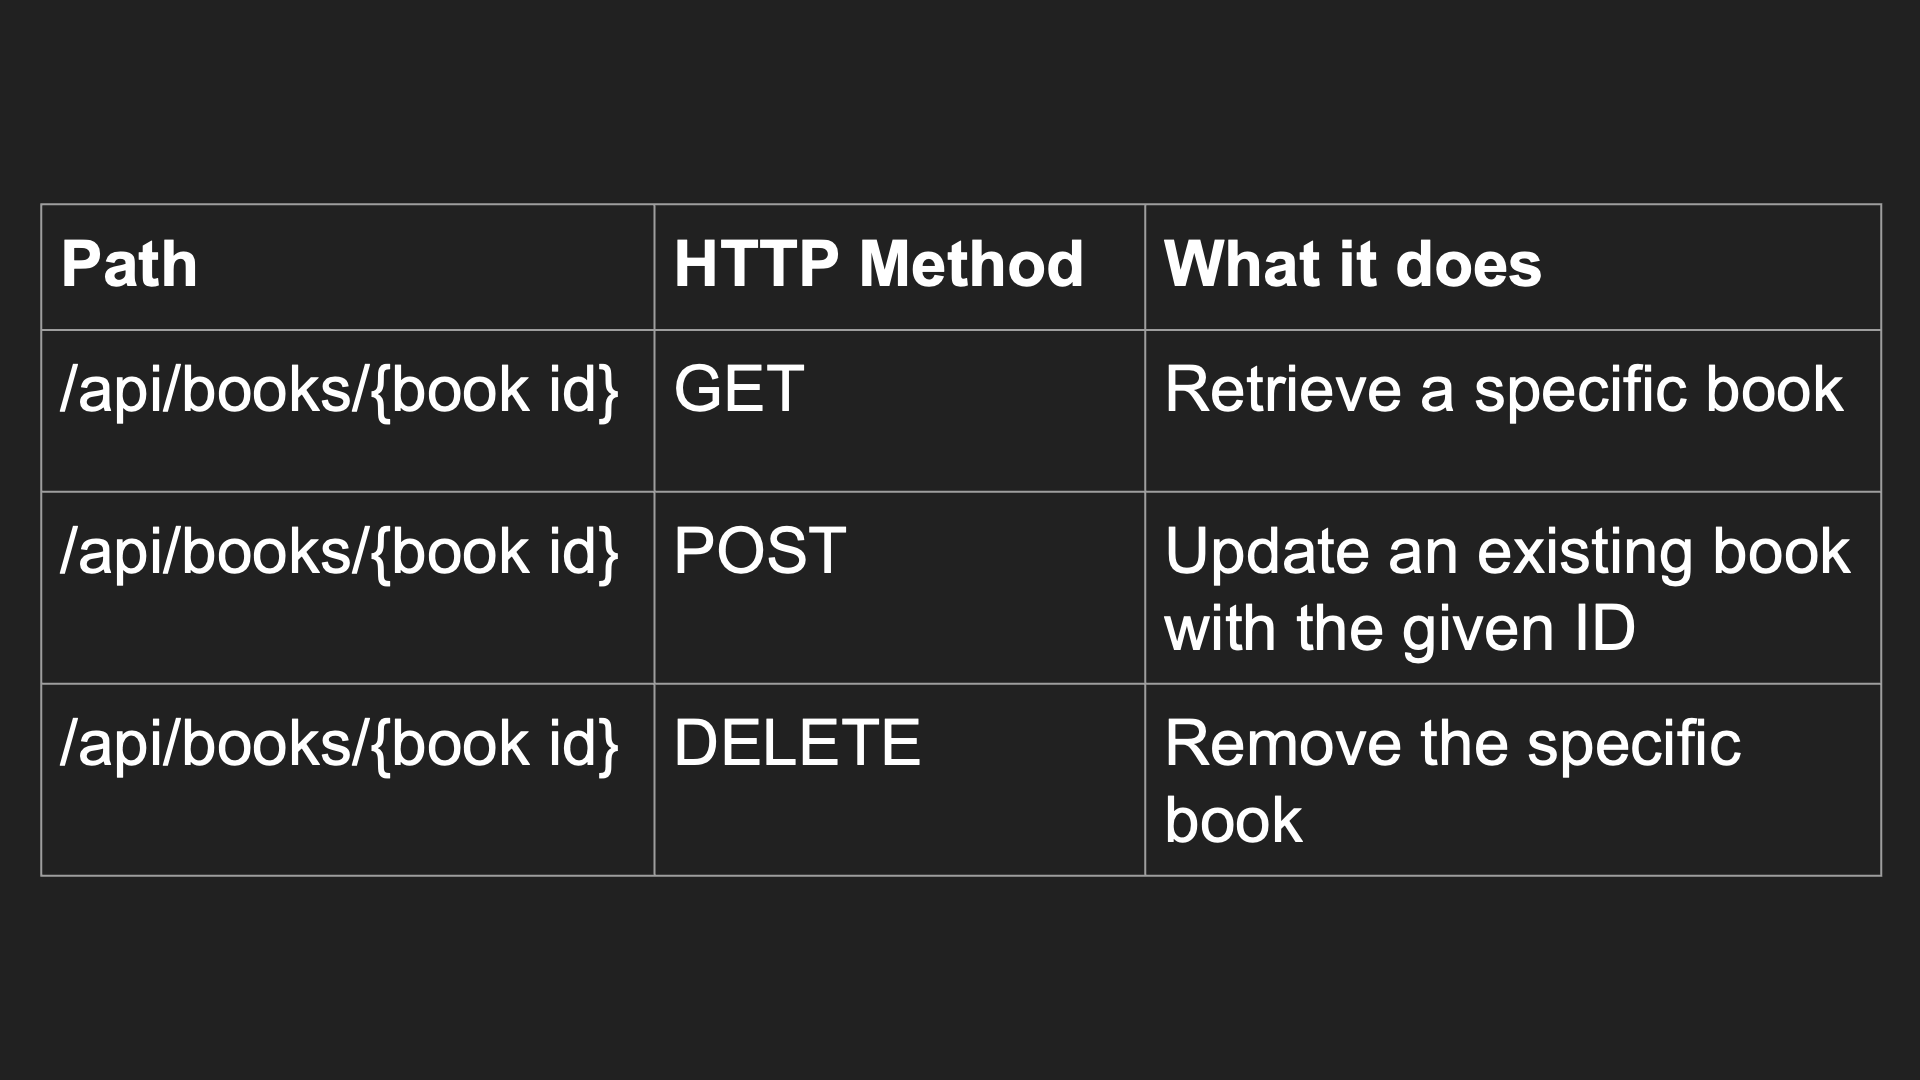 Path HTTP Method What it does
/api/books/{book id} GET Retrieve a specific book
/api/books/{book id} POST Update an existing book
with the given ID
/api/books/{book id} DELETE Remove the specific
book